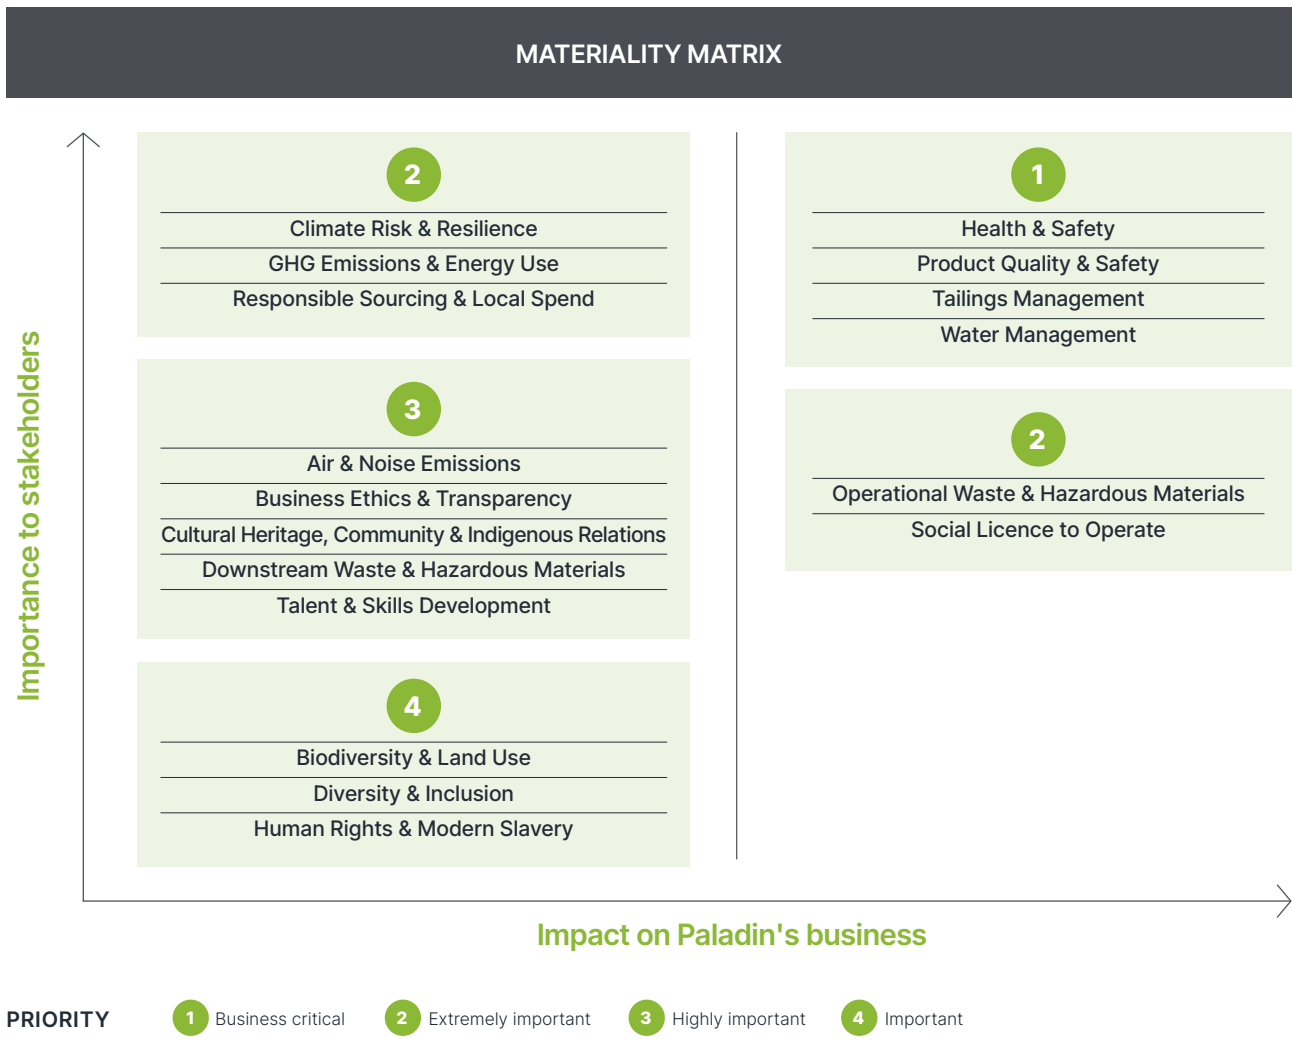 MATERIALITY MATRIX
Importance to stakeholders
2
Climate Risk & Resilience
GHG Emissions & Energy Use
Responsible Sourcing & Local Spend
3
Air & Noise Emissions
Business Ethics & Transparency
Cultural Heritage, Community & Indigenous Relations
Downstream Waste & Hazardous Materials
Talent & Skills Development
4
Biodiversity & Land Use
Diversity & Inclusion
Human Rights & Modern Slavery
1
Health & Safety
Product Quality & Safety
Tailings Management
Water Management
2
Operational Waste & Hazardous Materials
Social Licence to Operate
Impact on Paladin's business
PRIORITY 1 Business critical 2 Extremely important 3 Highly important 4 Important